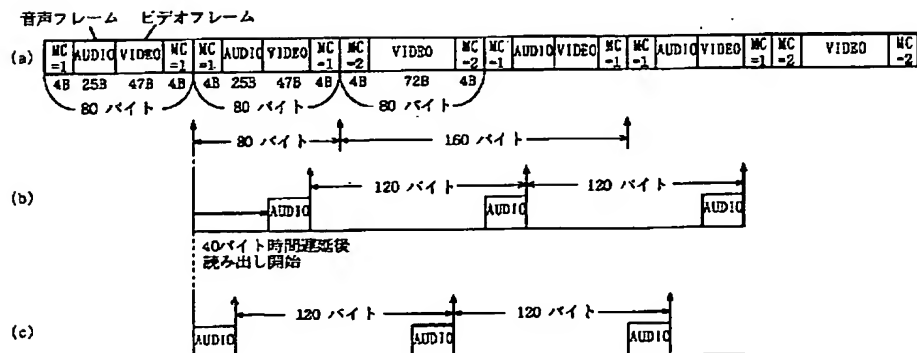 音声フレーム ビデオフレーム
(a) MC=1 AUDIO VIDEO MC=1 MC=1 AUDIO VIDEO MC=1 MC=2 VIDEO MC=2 MC=1 AUDIO VIDEO MC=1 MC=1 AUDIO VIDEO MC=1 MC=2 VIDEO MC=2
4B 25B 47B 4B 4B 25B 47B 4B 4B 72B 4B
80 バイト 80 バイト 80 バイト
80 バイト 160 バイト
120 バイト 120 バイト
(b) AUDIO AUDIO AUDIO
40バイト時間遅延後
読み出し開始
120 バイト 120 バイト
(c) AUDIO AUDIO AUDIO